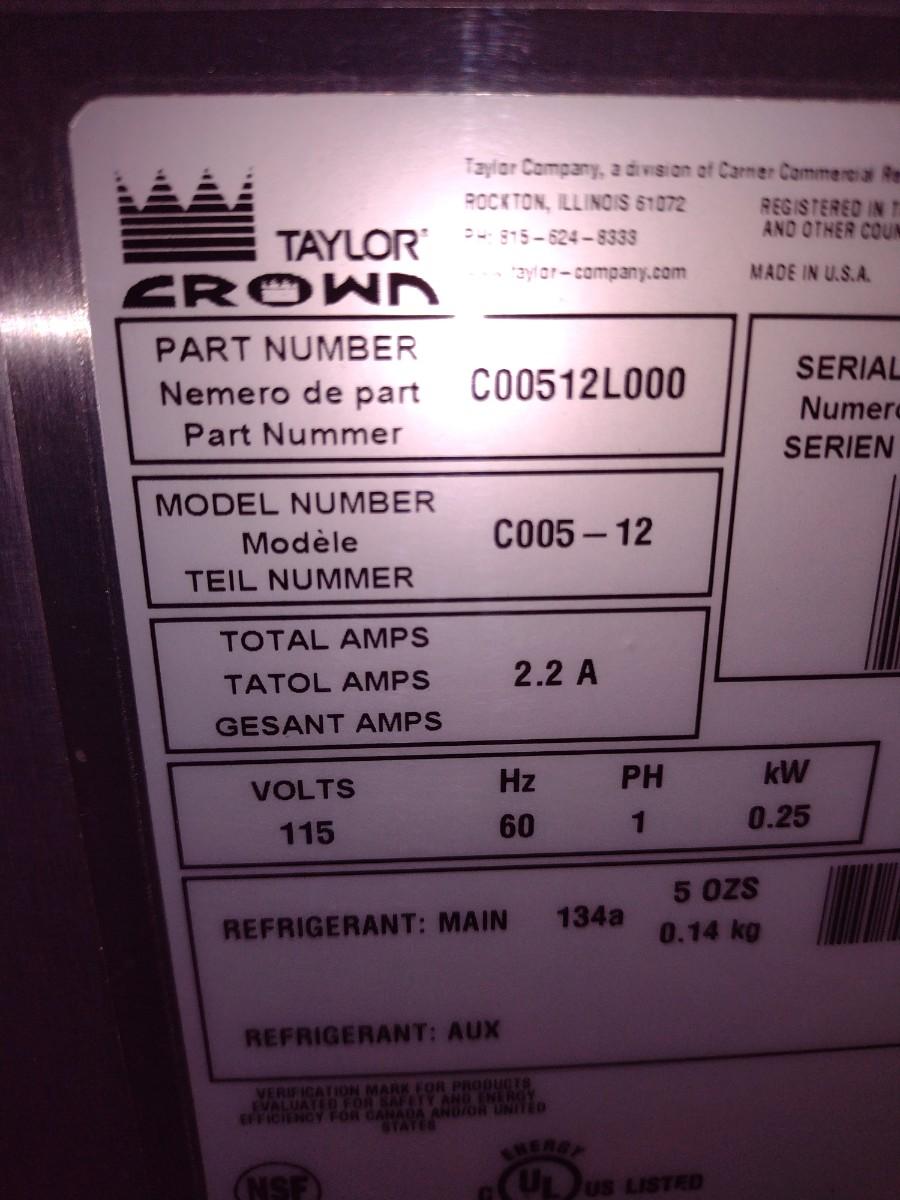 Taylor Company, a division of Carrier Commercial Re
ROCKTON, ILLINOIS 61072
PH: 815-624-8333
taylor-company.com
REGISTERED IN T
AND OTHER COUN
MADE IN U.S.A.
TAYLOR®
CROWN
PART NUMBER
Nemero de part
Part Nummer
C00512L000
SERIAL
Numero
SERIEN
MODEL NUMBER
Modèle
TEIL NUMMER
C005-12
TOTAL AMPS
TATOL AMPS
GESANT AMPS
2.2 A
VOLTS Hz PH kW
115 60 1 0.25
REFRIGERANT: MAIN 134a 5 OZS
0.14 kg
REFRIGERANT: AUX
VERIFICATION MARK FOR PRODUCTS
EVALUATED FOR SAFETY AND ENERGY
EFFICIENCY FOR CANADA AND/OR UNITED
STATES
NSF
ENERGY
C UL US LISTED